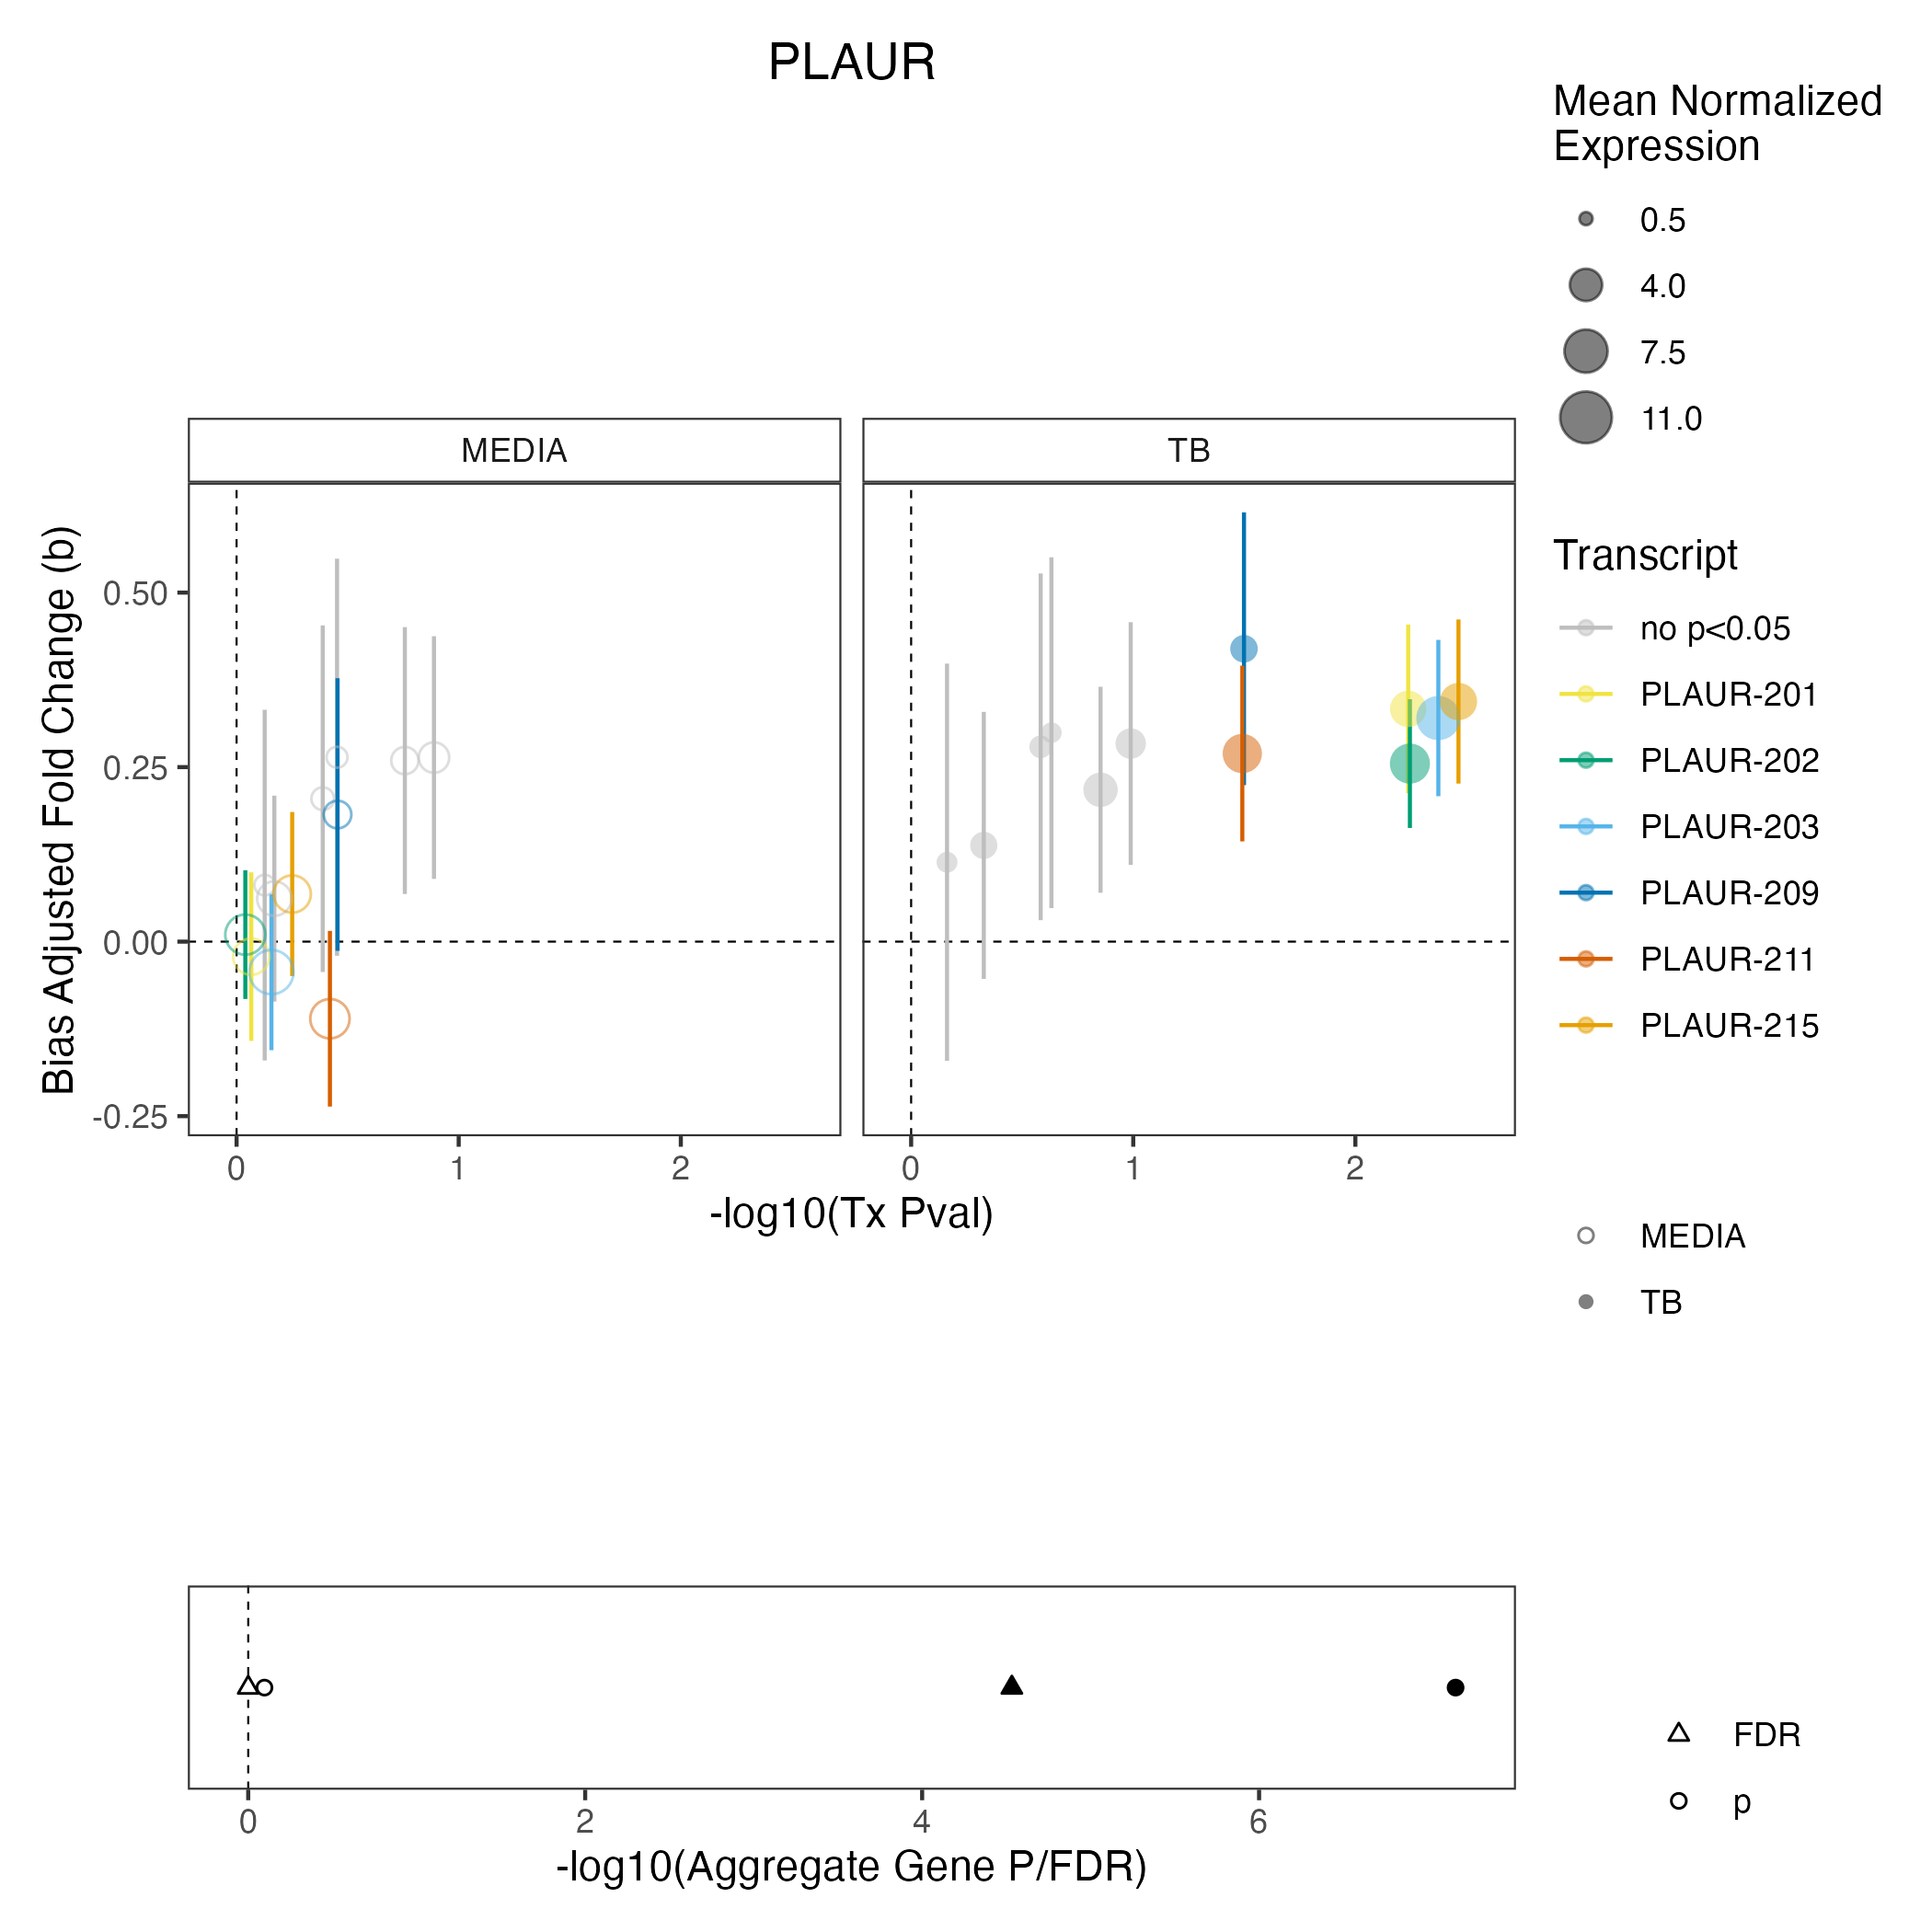 PLAUR
Mean Normalized
Expression
0.5
4.0
7.5
11.0
MEDIA
TB
Bias Adjusted Fold Change (b)
0.50
0.25
0.00
-0.25
0
1
2
0
1
2
-log10(Tx Pval)
Transcript
no p<0.05
PLAUR-201
PLAUR-202
PLAUR-203
PLAUR-209
PLAUR-211
PLAUR-215
MEDIA
TB
0
2
4
6
-log10(Aggregate Gene P/FDR)
FDR
p